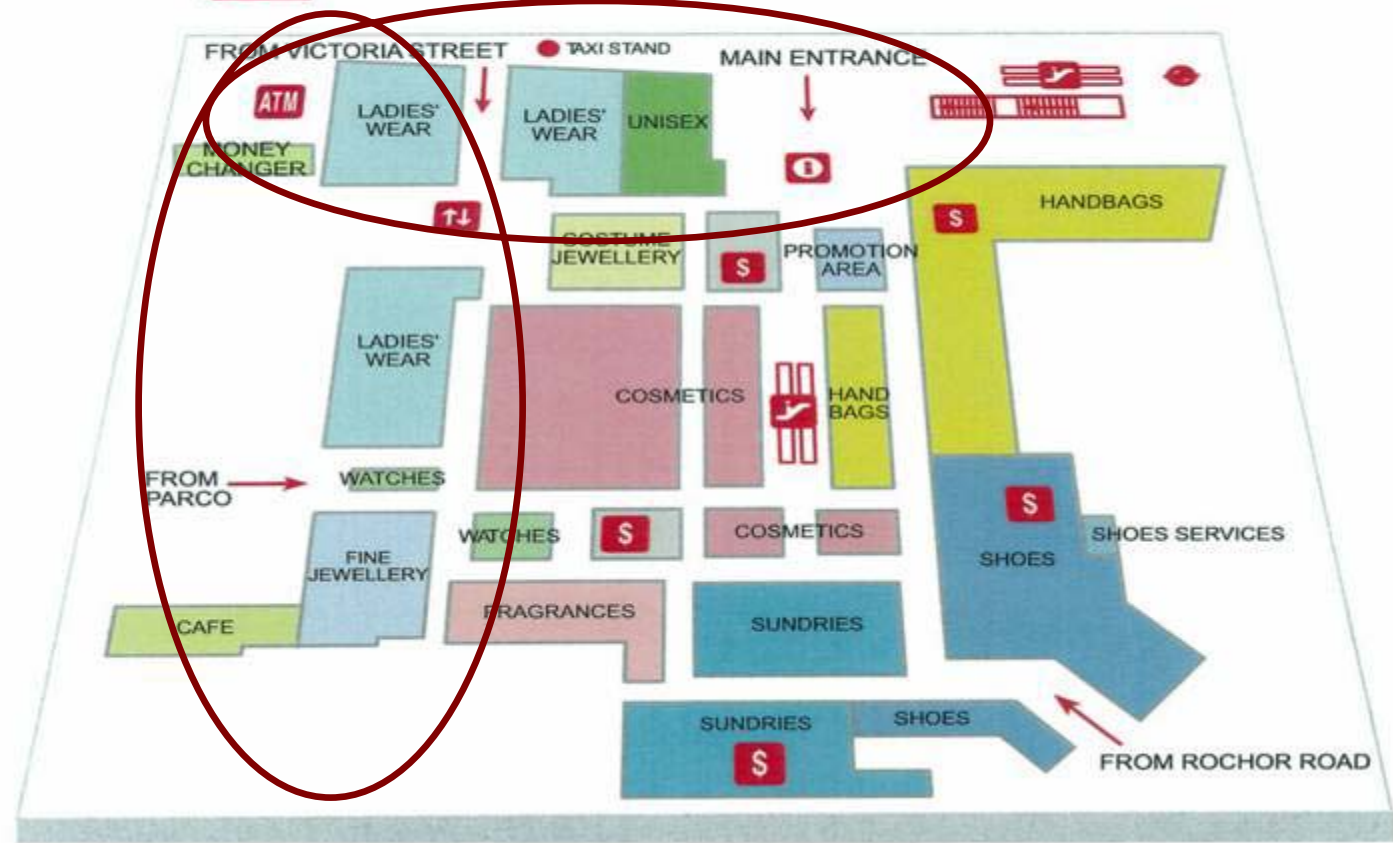 FROM VICTORIA STREET
TAXI STAND
MAIN ENTRANCE
ATM
LADIES'
WEAR
LADIES'
WEAR
UNISEX
MONEY
CHANGER
HANDBAGS
$
COSTUME
JEWELLERY
$
PROMOTION
AREA
LADIES'
WEAR
COSMETICS
HAND
BAGS
FROM
PARCO
WATCHES
$
WATCHES
$
COSMETICS
SHOES SERVICES
FINE
JEWELLERY
SHOES
CAFE
FRAGRANCES
SUNDRIES
SUNDRIES
SHOES
$
FROM ROCHOR ROAD